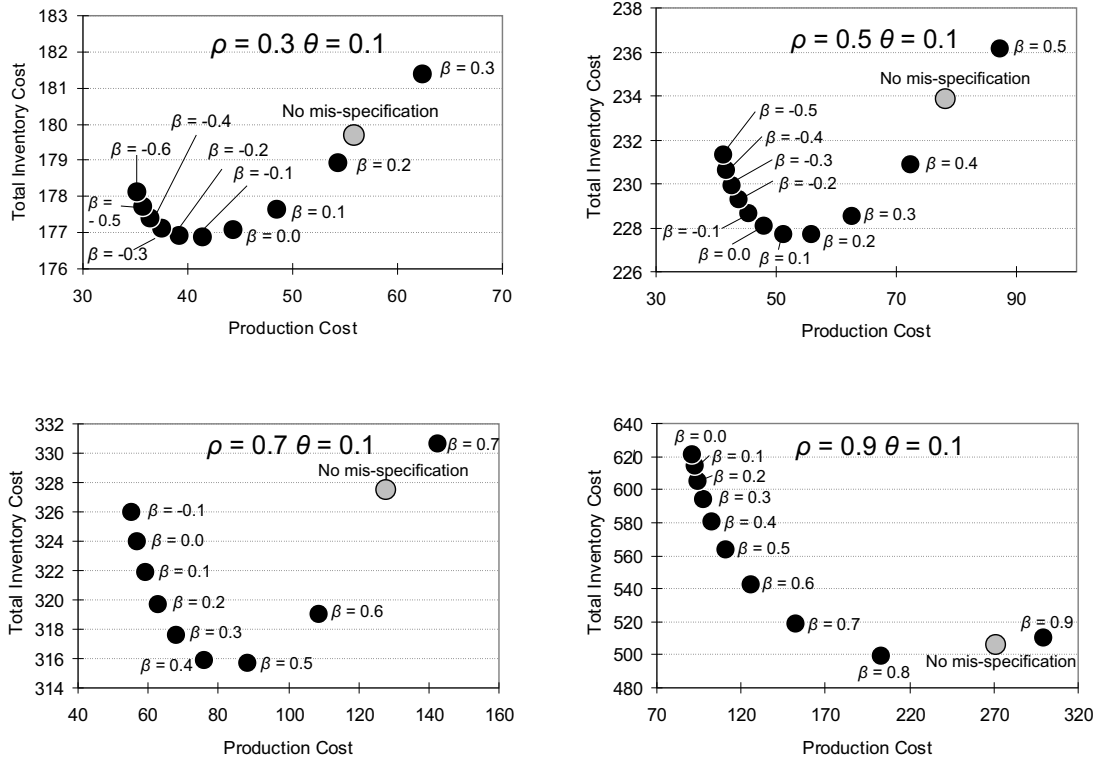 ρ = 0.3 θ = 0.1
Total Inventory Cost
183
182
181
180
179
178
177
176
30
40
50
60
70
Production Cost
β = 0.3
No mis-specification
β = -0.4
β = -0.6
β = -0.2
β = -0.1
β = 0.2
β =
- 0.5
β = 0.1
β = 0.0
β = -0.3
ρ = 0.5 θ = 0.1
Total Inventory Cost
238
236
234
232
230
228
226
30
50
70
90
Production Cost
β = 0.5
No mis-specification
β = -0.5
β = -0.4
β = -0.3
β = 0.4
β = -0.2
β = 0.3
β = -0.1
β = 0.2
β = 0.0
β = 0.1
ρ = 0.7 θ = 0.1
Total Inventory Cost
332
330
328
326
324
322
320
318
316
314
40
60
80
100
120
140
160
Production Cost
β = 0.7
No mis-specification
β = -0.1
β = 0.0
β = 0.1
β = 0.2
β = 0.6
β = 0.3
β = 0.4
β = 0.5
ρ = 0.9 θ = 0.1
Total Inventory Cost
640
620
600
580
560
540
520
500
480
70
120
170
220
270
320
Production Cost
β = 0.0
β = 0.1
β = 0.2
β = 0.3
β = 0.4
β = 0.5
β = 0.6
β = 0.7
β = 0.9
No mis-specification
β = 0.8